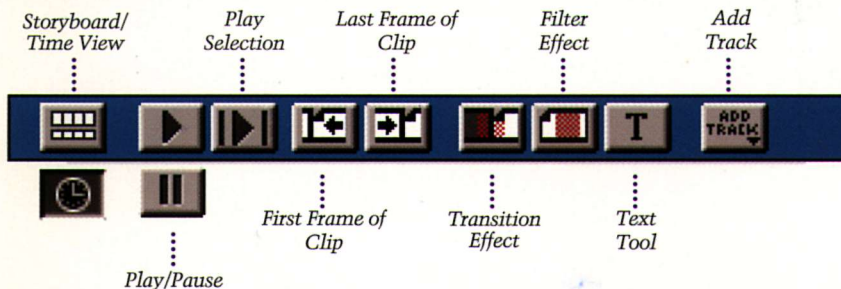 Storyboard/
Time View
Play
Selection
Last Frame of
Clip
Filter
Effect
Add
Track
T
ADD
TRACK
First Frame of
Clip
Transition
Effect
Text
Tool
Play/Pause